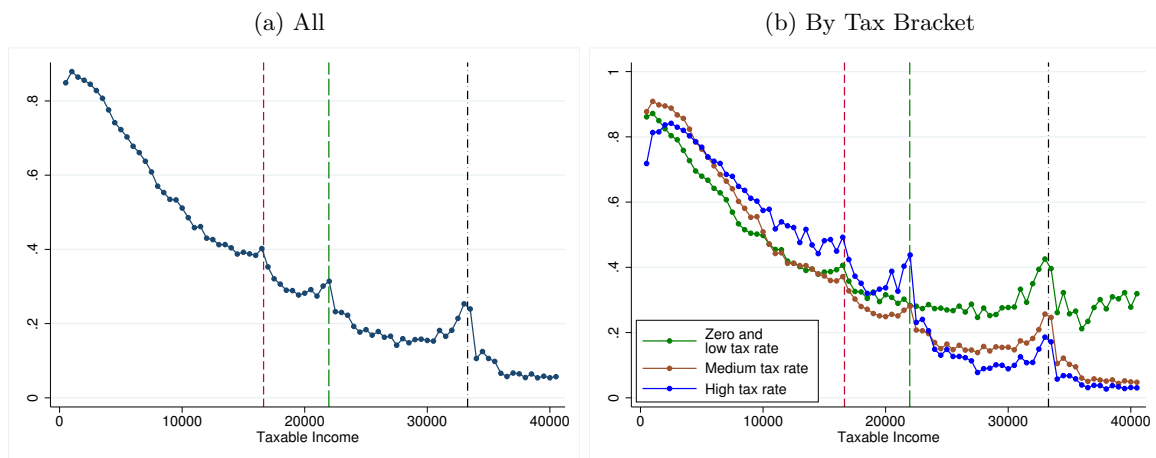 (a) All
(b) By Tax Bracket
.8
.6
.4
.2
0
0
10000
20000
30000
40000
Taxable Income
1
.8
.6
.4
.2
0
Zero and
low tax rate
Medium tax rate
High tax rate
0
10000
20000
30000
40000
Taxable Income